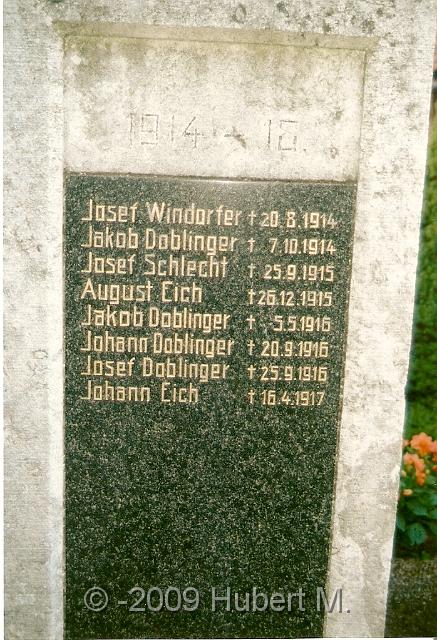 1914 - 16.
Josef Windorfer † 20.8.1914
Jakob Doblinger † 7.10.1914
Josef Schlecht † 25.9.1915
August Eich † 26.12.1915
Jakob Doblinger † 5.5.1916
Johann Doblinger † 20.9.1916
Josef Doblinger † 25.9.1916
Johann Eich † 16.4.1917
© -2009 Hubert M.